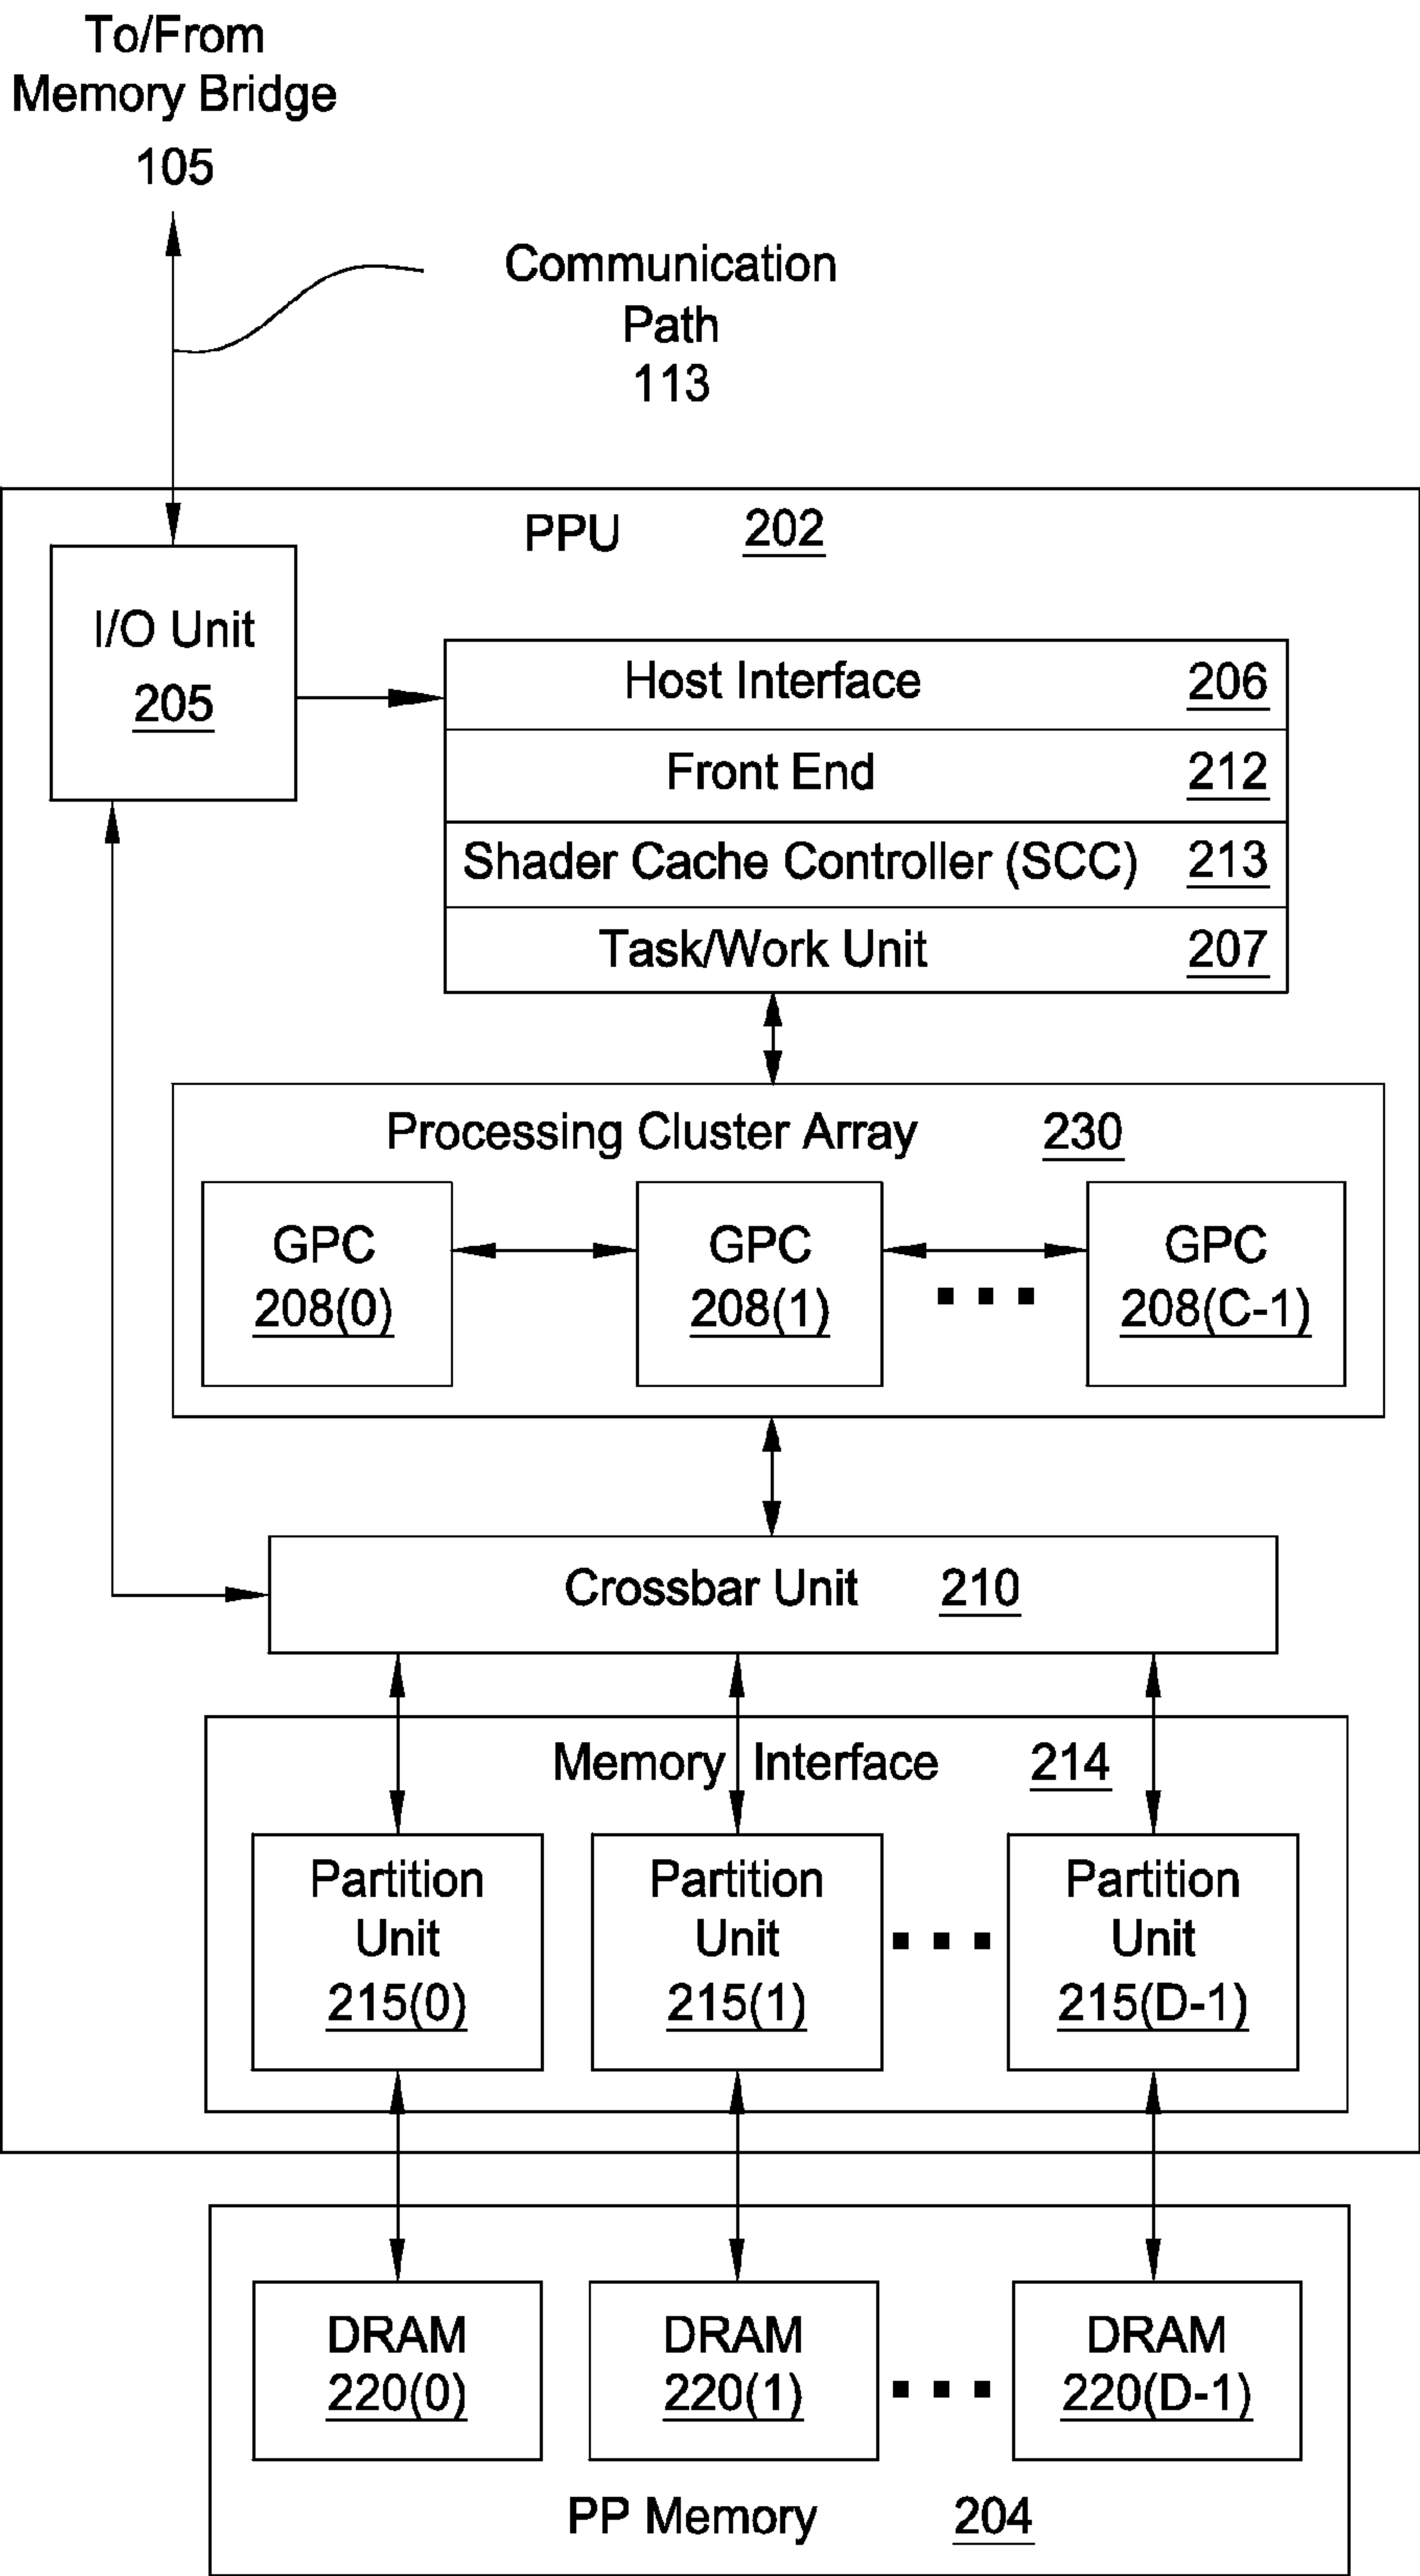 To/From
Memory Bridge
105
Communication
Path
113
PPU 202
I/O Unit
205
Host Interface 206
Front End 212
Shader Cache Controller (SCC) 213
Task/Work Unit 207
Processing Cluster Array 230
GPC
208(0)
GPC
208(1)
GPC
208(C-1)
Crossbar Unit 210
Memory Interface 214
Partition
Unit
215(0)
Partition
Unit
215(1)
Partition
Unit
215(D-1)
DRAM
220(0)
DRAM
220(1)
DRAM
220(D-1)
PP Memory 204